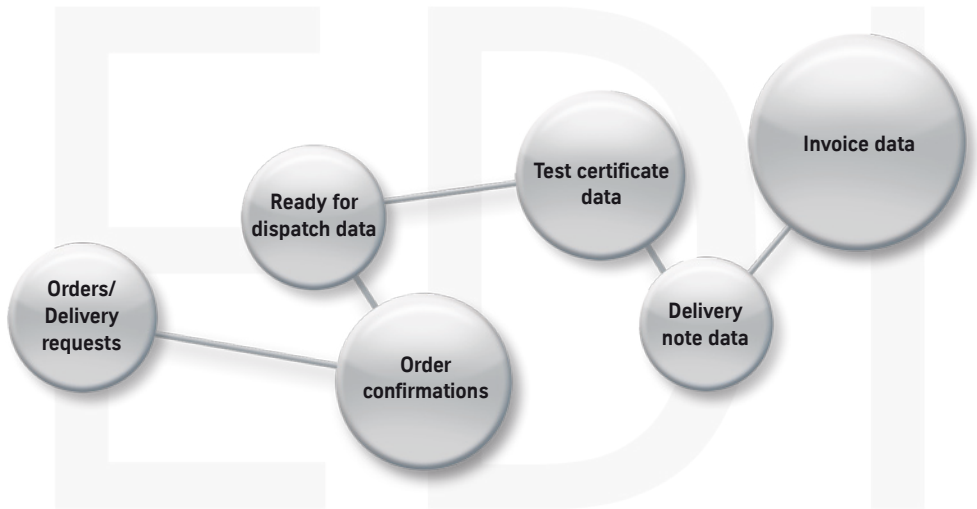 EDI
Orders/
Delivery
requests
Order
confirmations
Ready for
dispatch data
Test certificate
data
Delivery
note data
Invoice data